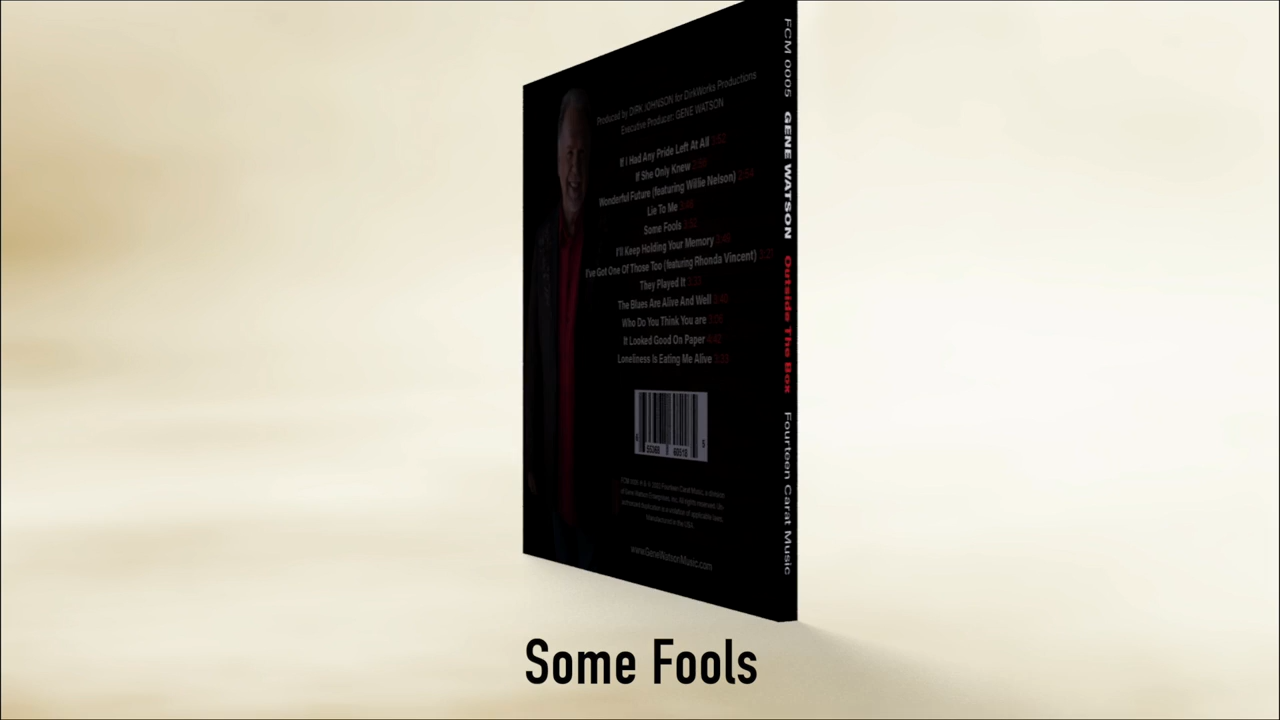 Produced by DIRK JOHNSON for DirkWorks Productions
Executive Producer: GENE WATSON
If I Had Any Pride Left At All 3:52
If She Only Knew
Wonderful Future (featuring Willie Nelson) 2:54
Lie To Me
Some Fools
I'll Keep Holding Your Memory
I've Got One Of Those Too (featuring Rhonda Vincent)
They Played It
The Blues Are Alive And Well
Who Do You Think You are
It Looked Good On Paper
Loneliness Is Eating Me Alive
www.GeneWatsonMusic.com
FCM 0005 GENE WATSON Outside The Box Fourteen Carat Music
Some Fools